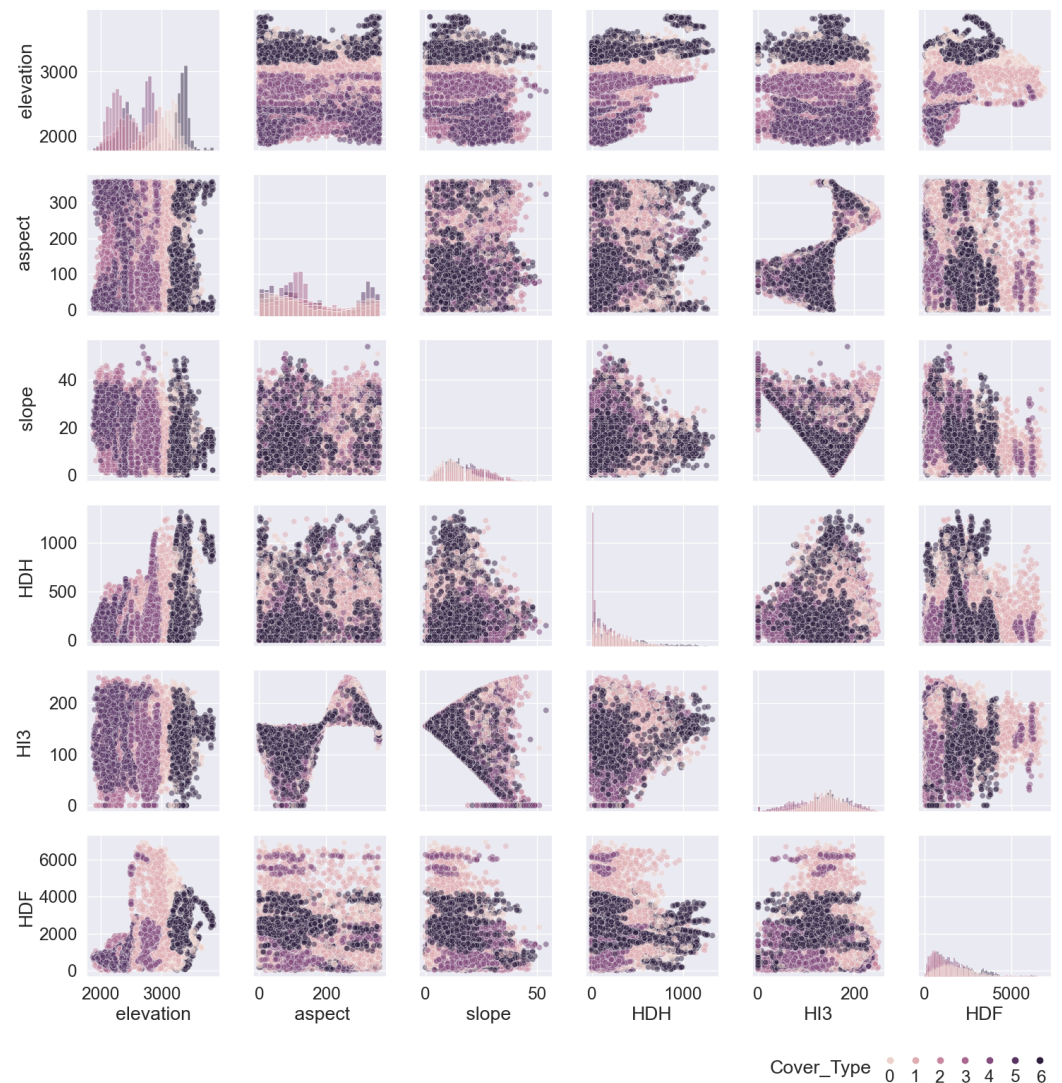 elevation
3000
2000
aspect
300
200
100
0
slope
40
20
0
HDH
1000
500
0
HI3
200
100
0
HDF
6000
4000
2000
0
2000 3000 0 200 0 50 0 1000 0 200 0 5000
elevation aspect slope HDH HI3 HDF
Cover_Type 0 1 2 3 4 5 6